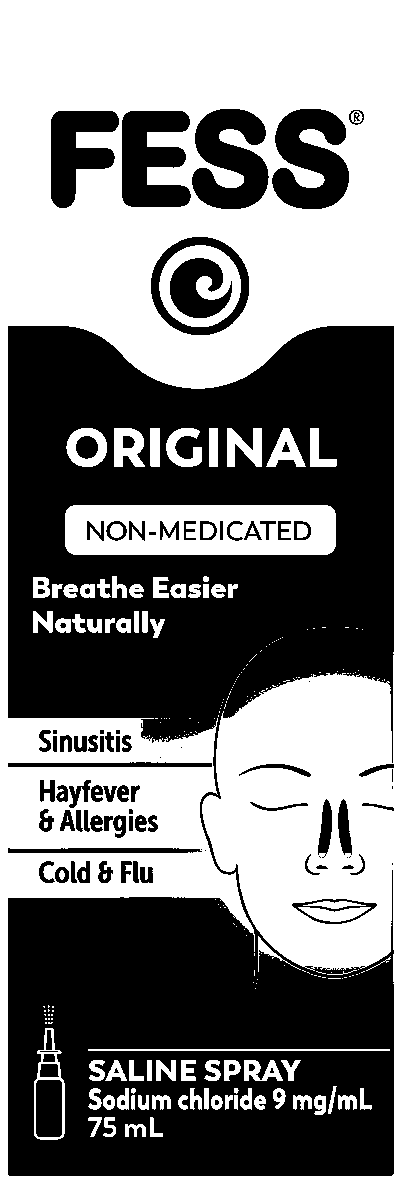 FESS®
ORIGINAL
NON-MEDICATED
Breathe Easier
Naturally
Sinusitis
Hayfever
& Allergies
Cold & Flu
SALINE SPRAY
Sodium chloride 9 mg/mL
75 mL